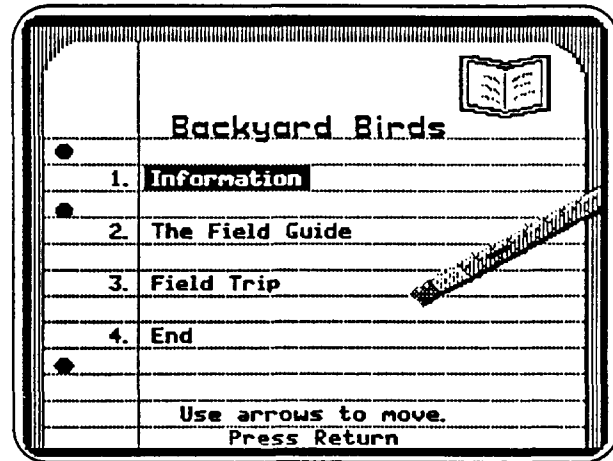 Backyard Birds
1. Information
2. The Field Guide
3. Field Trip
4. End
Use arrows to move.
Press Return